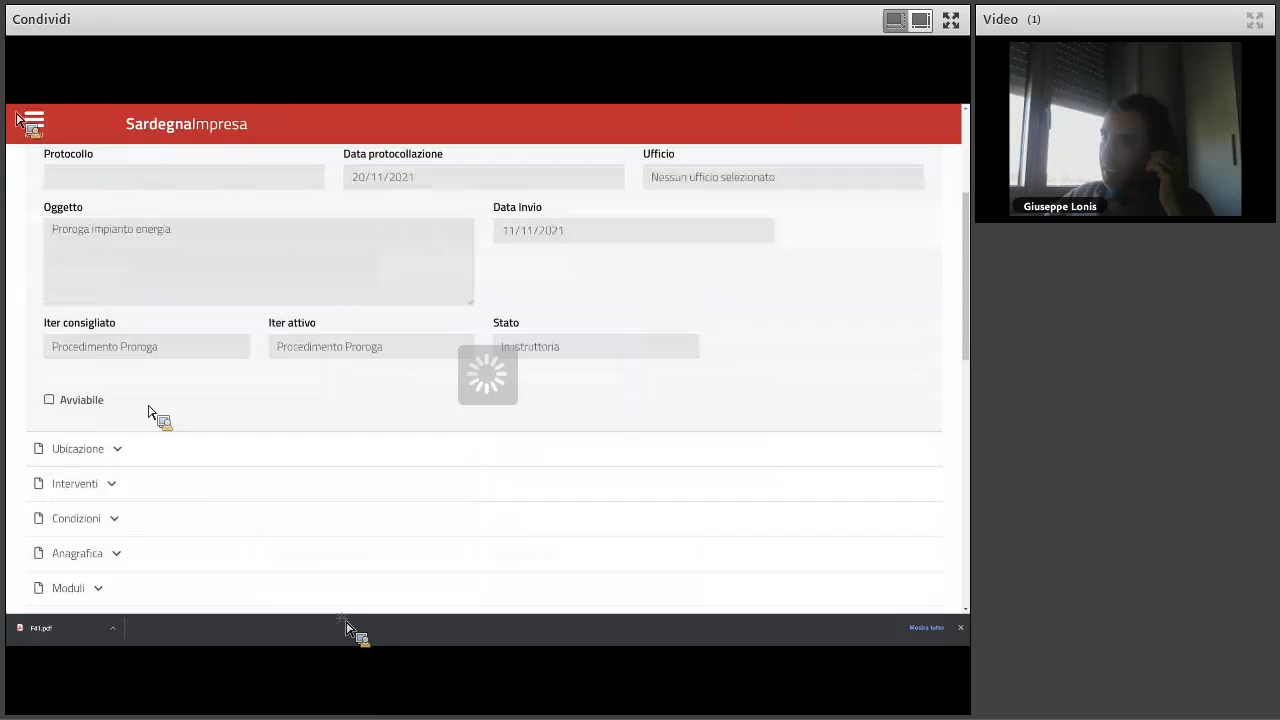 Condividi
Video (1)
SardegnaImpresa
Protocollo
Data protocollazione
Ufficio
20/11/2021
Nessun ufficio selezionato
Oggetto
Data Invio
Proroga impianto energia
11/11/2021
Iter consigliato
Iter attivo
Stato
Procedimento Proroga
Procedimento Proroga
In istruttoria
Avviabile
Ubicazione
Interventi
Condizioni
Anagrafica
Moduli
F41.pdf
Mostra tutto
Giuseppe Lonis